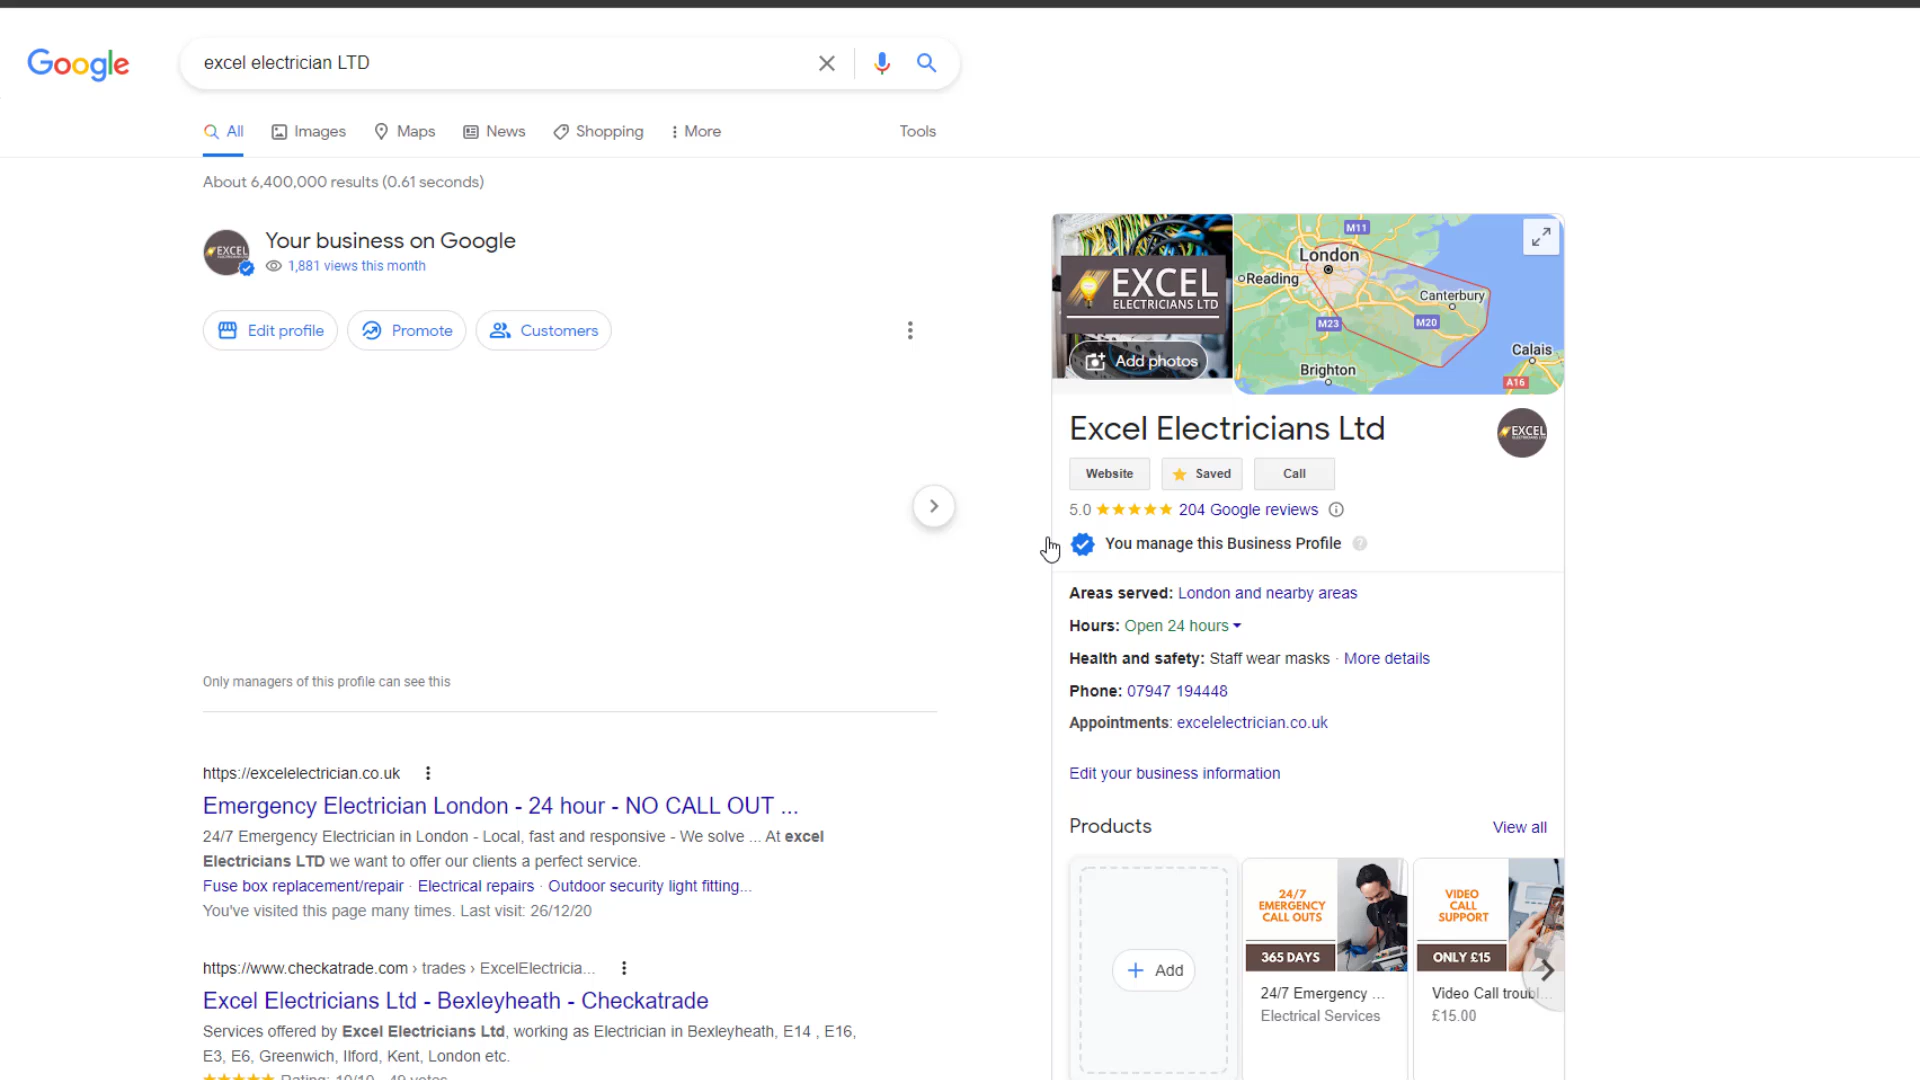 Google
excel electrician LTD
All
Images
Maps
News
Shopping
More
Tools
About 6,400,000 results (0.61 seconds)
EXCEL
Your business on Google
1,881 views this month
Edit profile
Promote
Customers
Only managers of this profile can see this
https://excelelectrician.co.uk
Emergency Electrician London - 24 hour - NO CALL OUT ...
24/7 Emergency Electrician in London - Local, fast and responsive - We solve ... At excel
Electricians LTD we want to offer our clients a perfect service.
Fuse box replacement/repair · Electrical repairs · Outdoor security light fitting...
You've visited this page many times. Last visit: 26/12/20
https://www.checkatrade.com › trades › ExcelElectricia...
Excel Electricians Ltd - Bexleyheath - Checkatrade
Services offered by Excel Electricians Ltd, working as Electrician in Bexleyheath, E14 , E16,
E3, E6, Greenwich, Ilford, Kent, London etc.
Rating: 10/10 · 49 votes
EXCEL
ELECTRICIANS LTD
Add photos
M11
London
Reading
Canterbury
M23
M20
Calais
Brighton
A16
Excel Electricians Ltd
EXCEL
Website
Saved
Call
5.0
204 Google reviews
You manage this Business Profile
Areas served: London and nearby areas
Hours: Open 24 hours
Health and safety: Staff wear masks · More details
Phone: 07947 194448
Appointments: excelelectrician.co.uk
Edit your business information
Products
View all
Add
24/7
EMERGENCY
CALL OUTS
365 DAYS
24/7 Emergency ...
Electrical Services
VIDEO
CALL
SUPPORT
ONLY £15
Video Call troubl...
£15.00